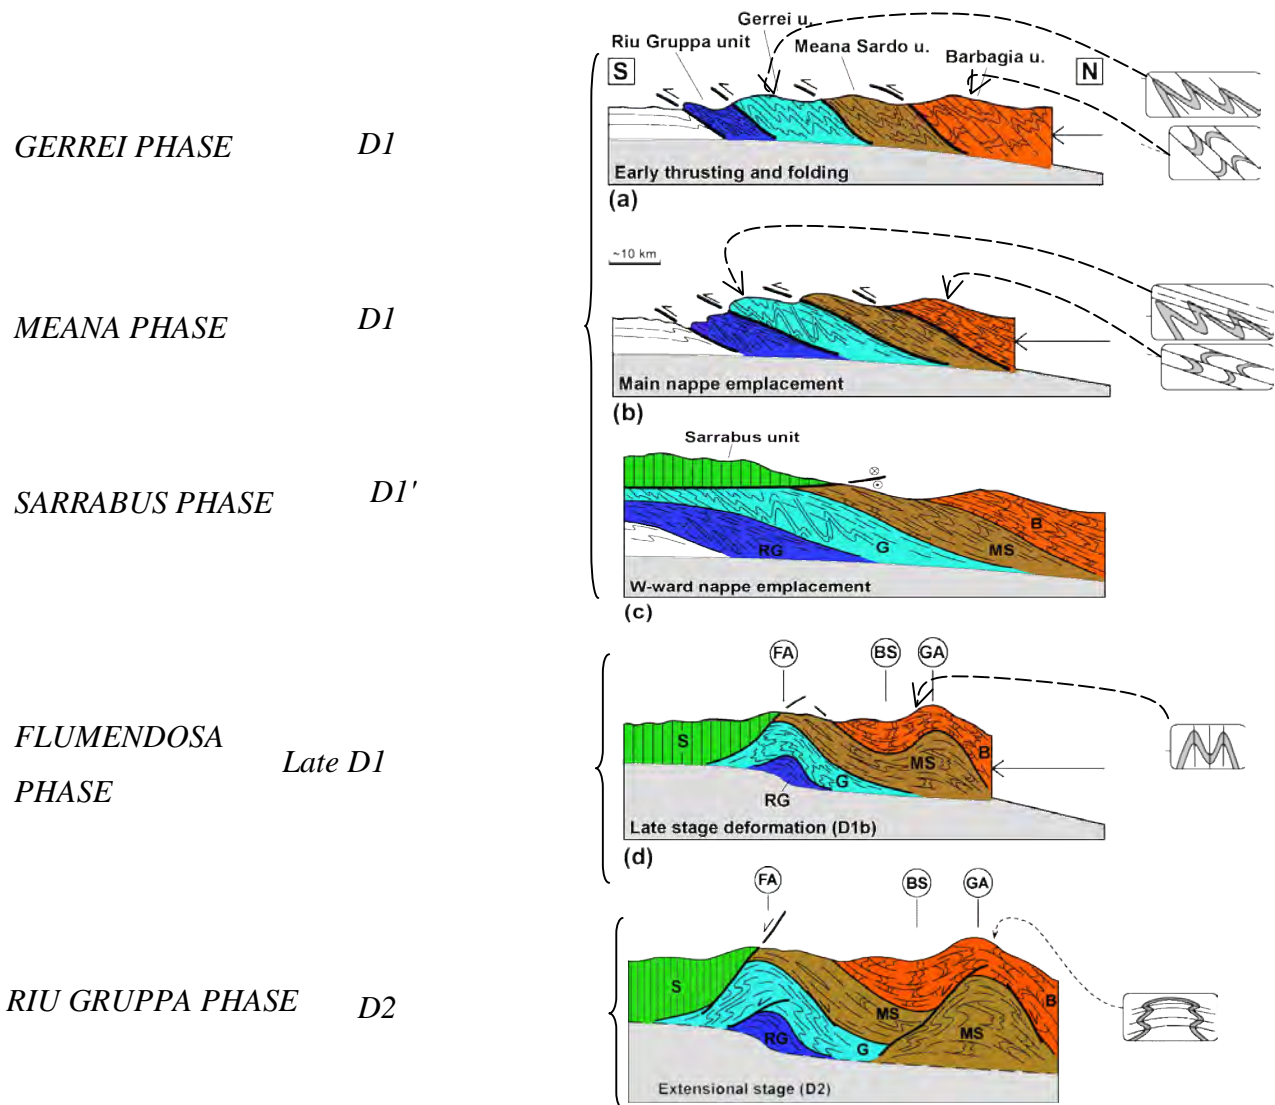 Gerrei u.
Riu Gruppa unit
Meana Sardo u.
Barbagia u.
S
N
GERREI PHASE D1
Early thrusting and folding
(a)
~10 km
MEANA PHASE D1
Main nappe emplacement
(b)
Sarrabus unit
SARRABUS PHASE D1'
B
RG
G
MS
W-ward nappe emplacement
(c)
FA
BS
GA
FLUMENDOSA
PHASE
Late D1
S
MS
B
G
RG
Late stage deformation (D1b)
(d)
FA
BS
GA
RIU GRUPPA PHASE D2
S
B
MS
MS
RG
G
Extensional stage (D2)